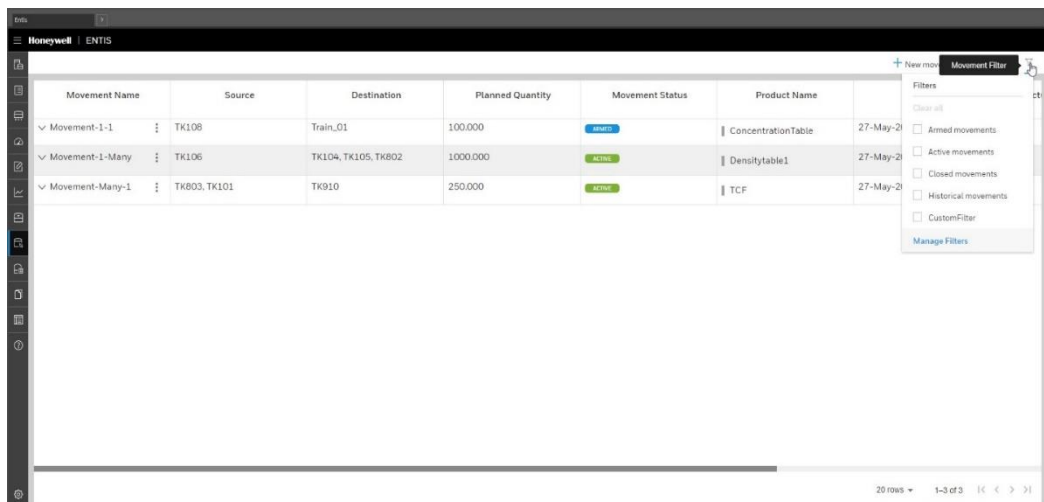 Entis
Honeywell | ENTIS
+ New mov
Movement Filter
Movement Name Source Destination Planned Quantity Movement Status Product Name
Movement-1-1 TK108 Train_01 100.000 ARMED ConcentrationTable 27-May-2
Movement-1-Many TK106 TK104, TK105, TK802 1000.000 ACTIVE Densitytable1 27-May-2
Movement-Many-1 TK803, TK101 TK910 250.000 ACTIVE TCF 27-May-2
Filters
Clear all
Armed movements
Active movements
Closed movements
Historical movements
CustomFilter
Manage Filters
20 rows 1–3 of 3